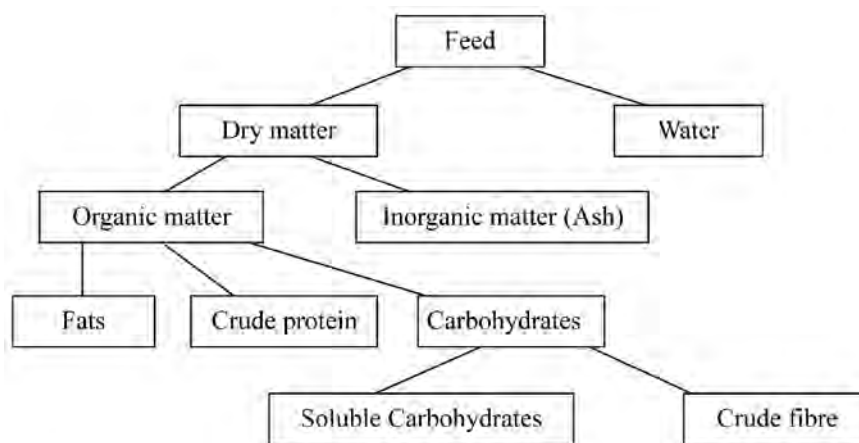 Feed
Dry matter
Water
Organic matter
Inorganic matter (Ash)
Fats
Crude protein
Carbohydrates
Soluble Carbohydrates
Crude fibre